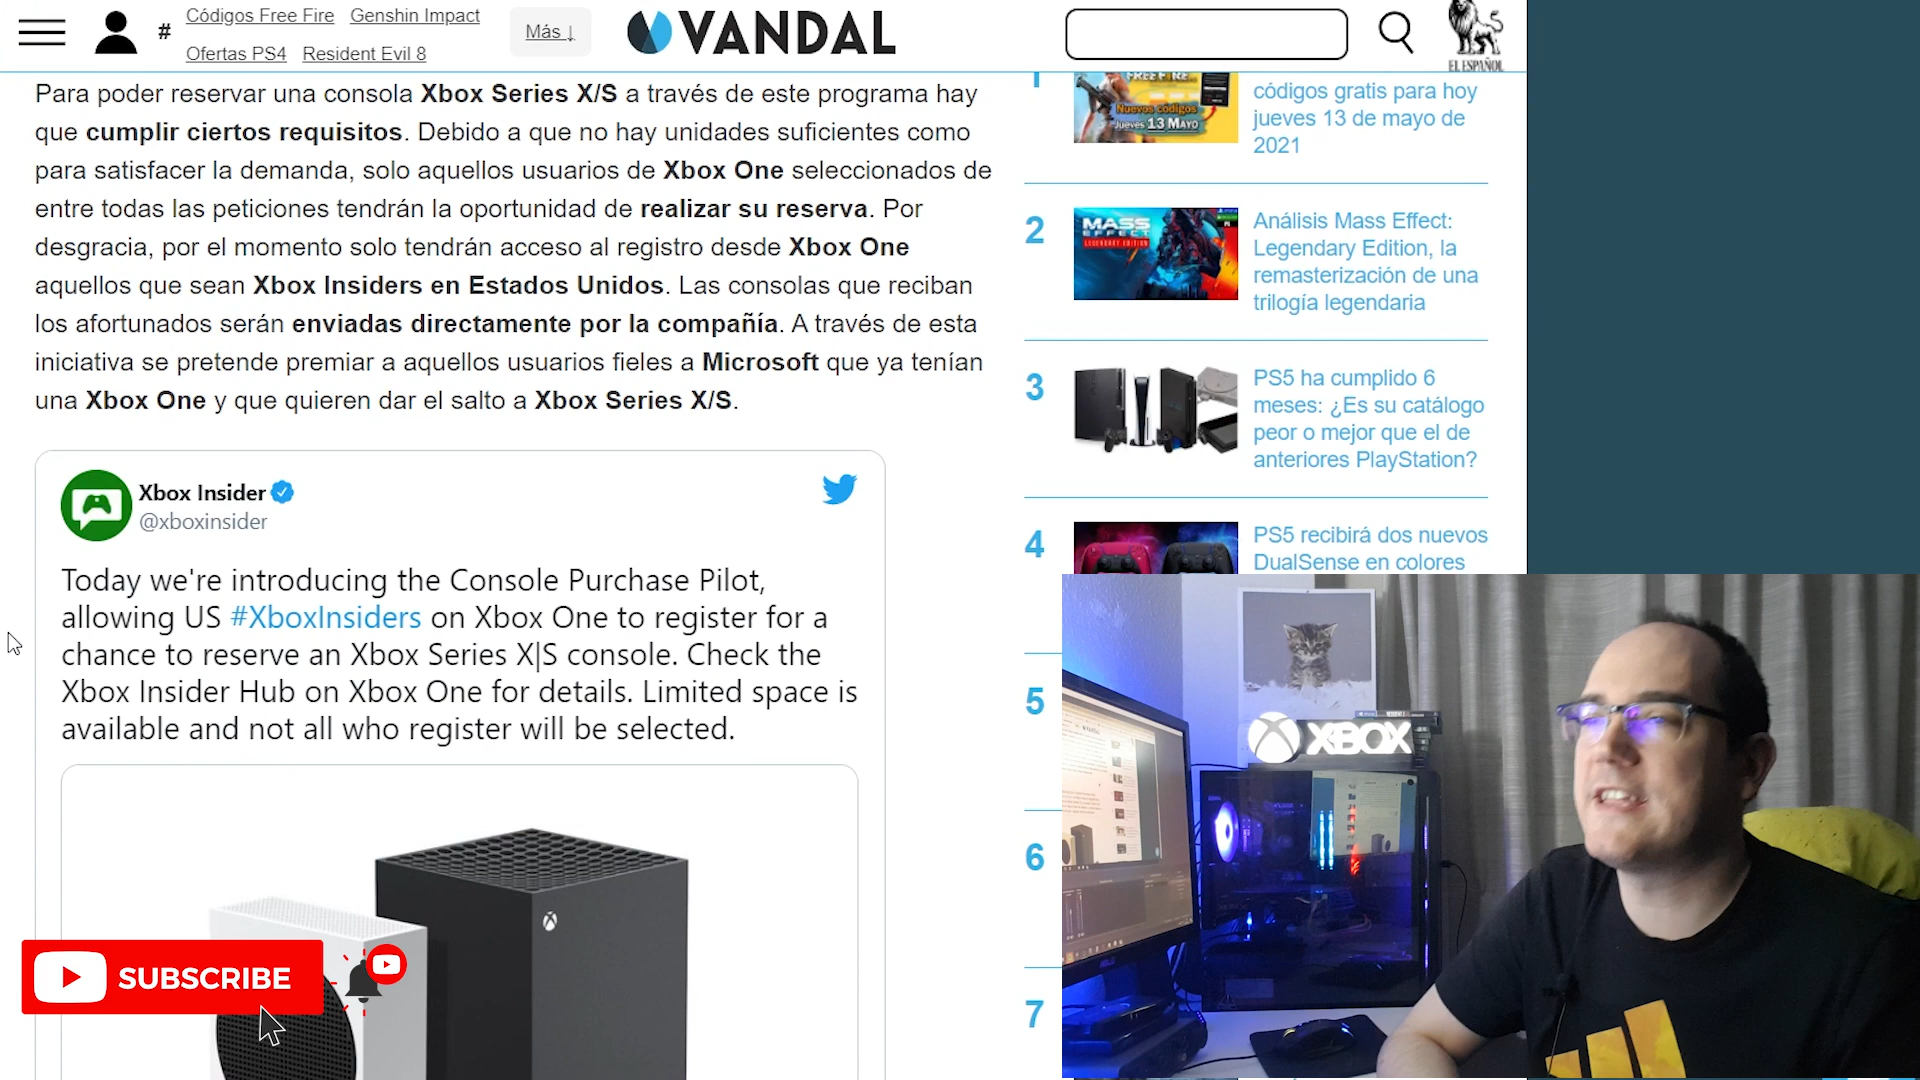 Códigos Free Fire Genshin Impact
# Más ↓
Ofertas PS4 Resident Evil 8
VANDAL
EL ESPAÑOL
Para poder reservar una consola Xbox Series X/S a través de este programa hay
que cumplir ciertos requisitos. Debido a que no hay unidades suficientes como
para satisfacer la demanda, solo aquellos usuarios de Xbox One seleccionados de
entre todas las peticiones tendrán la oportunidad de realizar su reserva. Por
desgracia, por el momento solo tendrán acceso al registro desde Xbox One
aquellos que sean Xbox Insiders en Estados Unidos. Las consolas que reciban
los afortunados serán enviadas directamente por la compañía. A través de esta
iniciativa se pretende premiar a aquellos usuarios fieles a Microsoft que ya tenían
una Xbox One y que quieren dar el salto a Xbox Series X/S.
Xbox Insider
@xboxinsider
Today we're introducing the Console Purchase Pilot,
allowing US #XboxInsiders on Xbox One to register for a
chance to reserve an Xbox Series X|S console. Check the
Xbox Insider Hub on Xbox One for details. Limited space is
available and not all who register will be selected.
SUBSCRIBE
1
FREE FIRE
Nuevos códigos
Jueves 13 MAYO
códigos gratis para hoy
jueves 13 de mayo de
2021
2
MASS
EFFECT
LEGENDARY EDITION
Análisis Mass Effect:
Legendary Edition, la
remasterización de una
trilogía legendaria
3
PS5 ha cumplido 6
meses: ¿Es su catálogo
peor o mejor que el de
anteriores PlayStation?
4
PS5 recibirá dos nuevos
DualSense en colores
5
6
7
XBOX